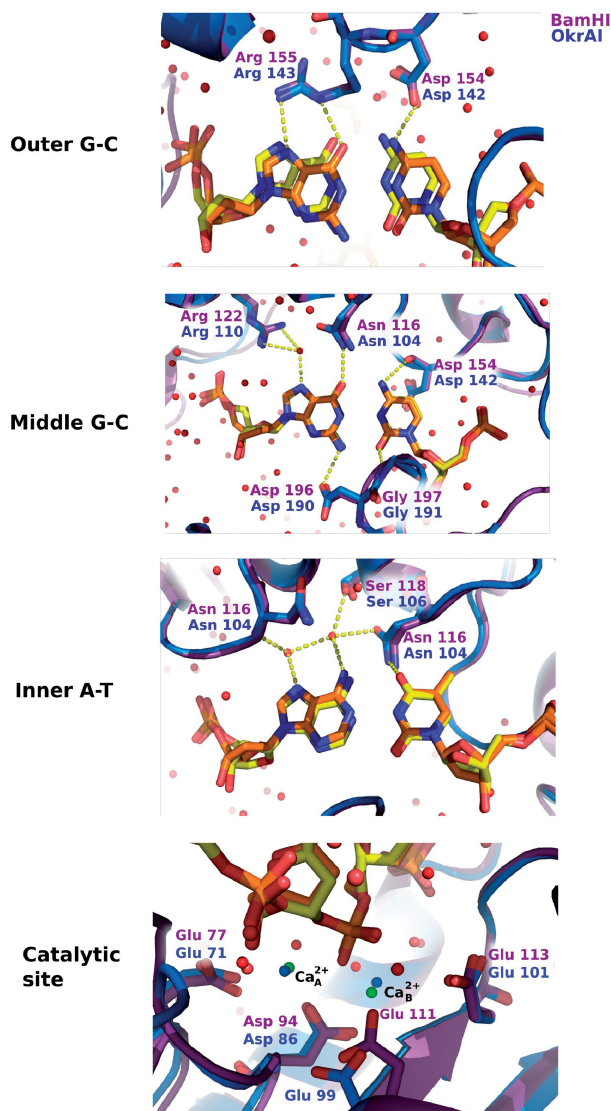 BamHI
OkrAI
Outer G-C
Arg 155
Arg 143
Asp 154
Asp 142
Middle G-C
Arg 122
Arg 110
Asn 116
Asn 104
Asp 154
Asp 142
Asp 196
Asp 190
Gly 197
Gly 191
Inner A-T
Asn 116
Asn 104
Ser 118
Ser 106
Asn 116
Asn 104
Catalytic
site
Glu 77
Glu 71
Ca²⁺A
Ca²⁺B
Glu 113
Glu 101
Asp 94
Asp 86
Glu 111
Glu 99